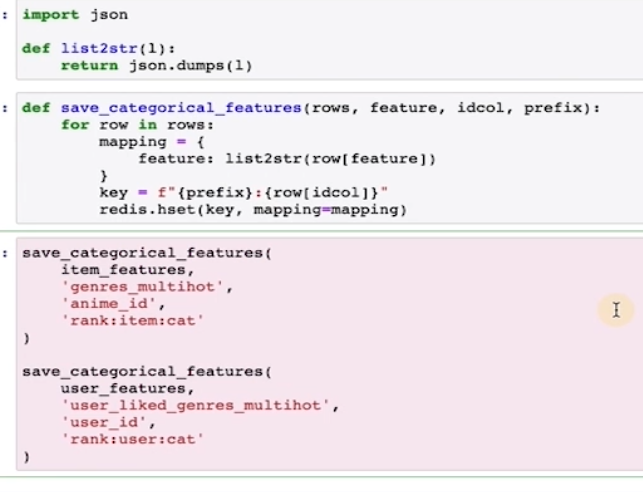 : import json
def list2str(l):
    return json.dumps(l)
: def save_categorical_features(rows, feature, idcol, prefix):
    for row in rows:
        mapping = {
            feature: list2str(row[feature])
        }
        key = f"{prefix}:{row[idcol]}"
        redis.hset(key, mapping=mapping)
: save_categorical_features(
    item_features,
    'genres_multihot',
    'anime_id',
    'rank:item:cat'
)
save_categorical_features(
    user_features,
    'user_liked_genres_multihot',
    'user_id',
    'rank:user:cat'
)